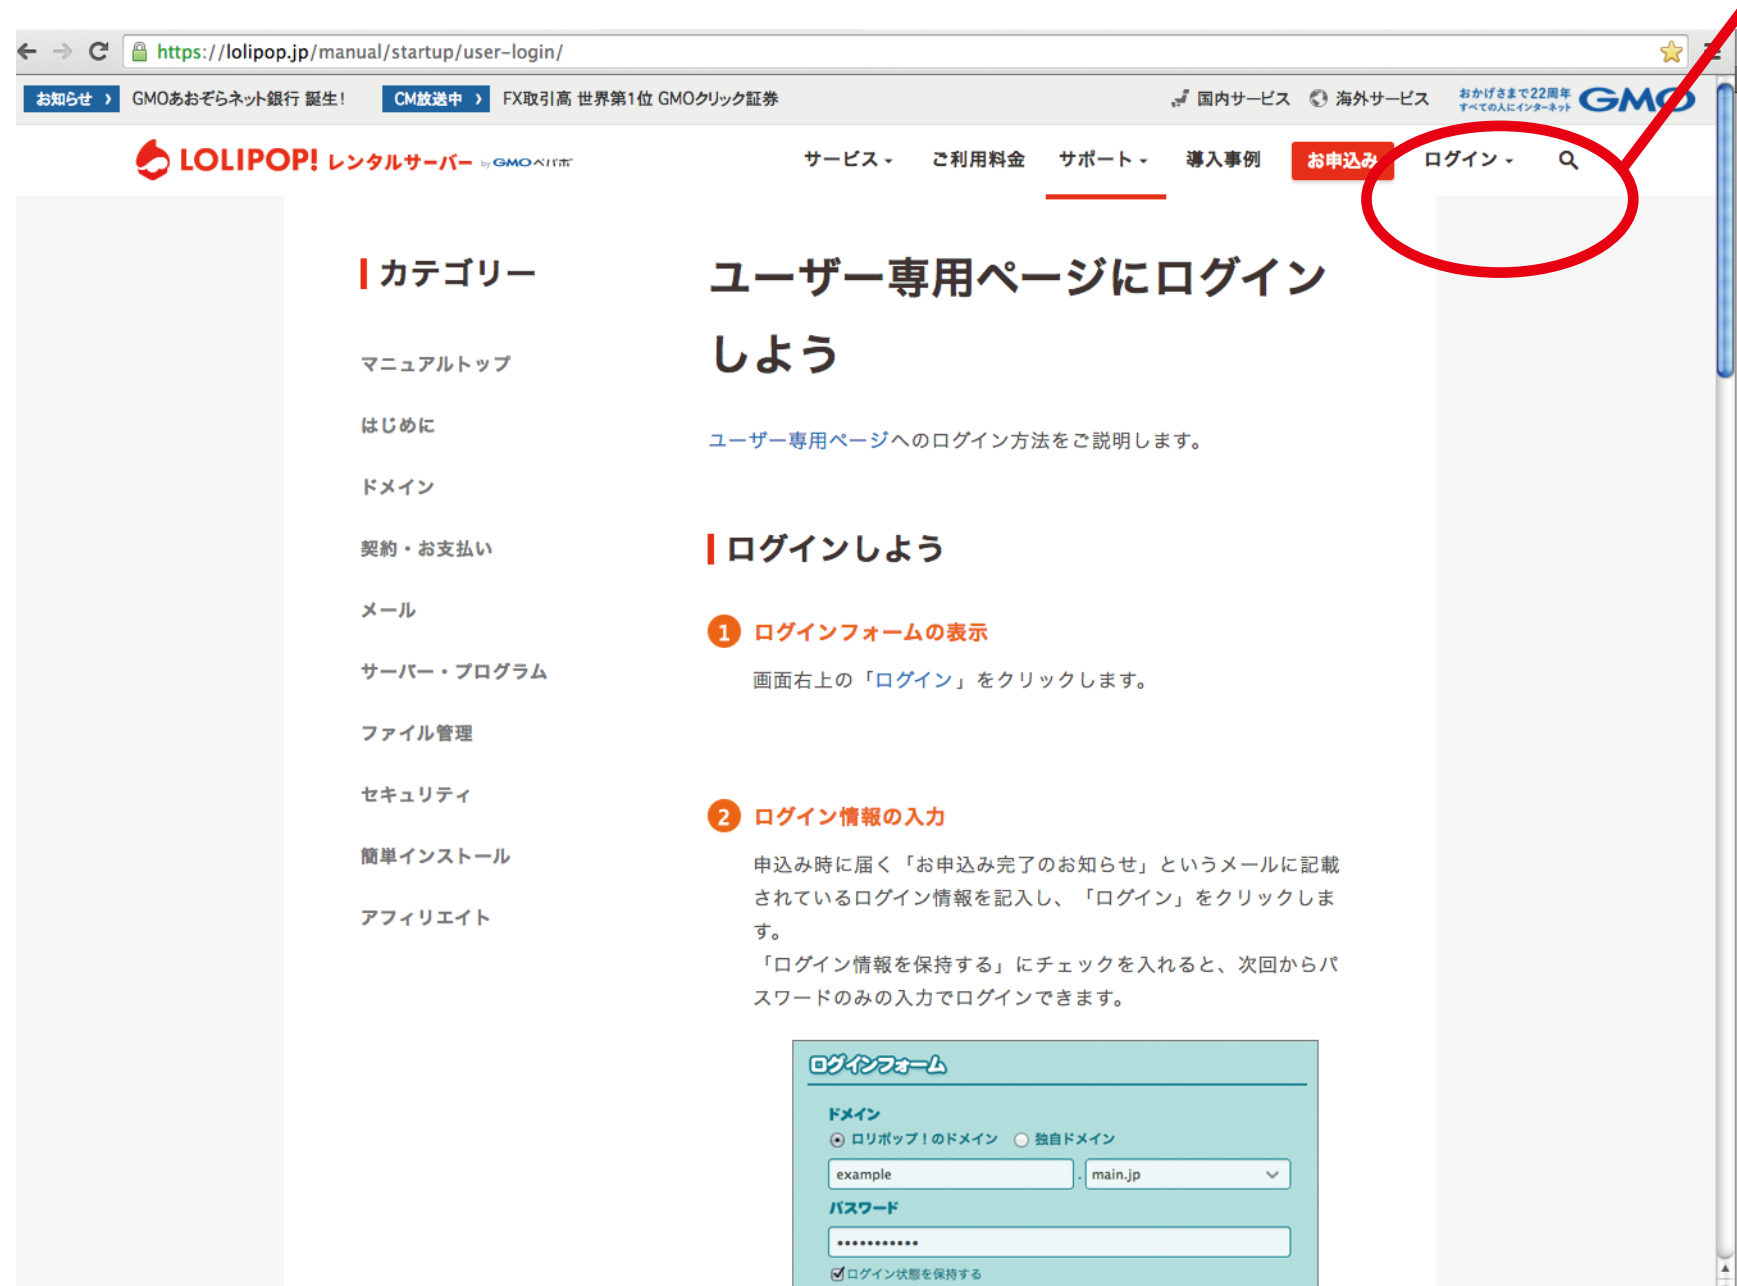 https://lolipop.jp/manual/startup/user-login/
お知らせ
GMOあおぞらネット銀行 誕生！
CM放送中
FX取引高 世界第1位 GMOクリック証券
国内サービス
海外サービス
おかげさまで22周年
すべての人にインターネット
GMO
LOLIPOP! レンタルサーバー by GMOペパボ
サービス
ご利用料金
サポート
導入事例
お申込み
ログイン
カテゴリー
マニュアルトップ
はじめに
ドメイン
契約・お支払い
メール
サーバー・プログラム
ファイル管理
セキュリティ
簡単インストール
アフィリエイト
ユーザー専用ページにログイン
しよう
ユーザー専用ページへのログイン方法をご説明します。
ログインしよう
1 ログインフォームの表示
画面右上の「ログイン」をクリックします。
2 ログイン情報の入力
申込み時に届く「お申込み完了のお知らせ」というメールに記載
されているログイン情報を記入し、「ログイン」をクリックしま
す。
「ログイン情報を保持する」にチェックを入れると、次回からパ
スワードのみの入力でログインできます。
ログインフォーム
ドメイン
ロリポップ！のドメイン 独自ドメイン
example . main.jp
パスワード
•••••••••••
ログイン状態を保持する